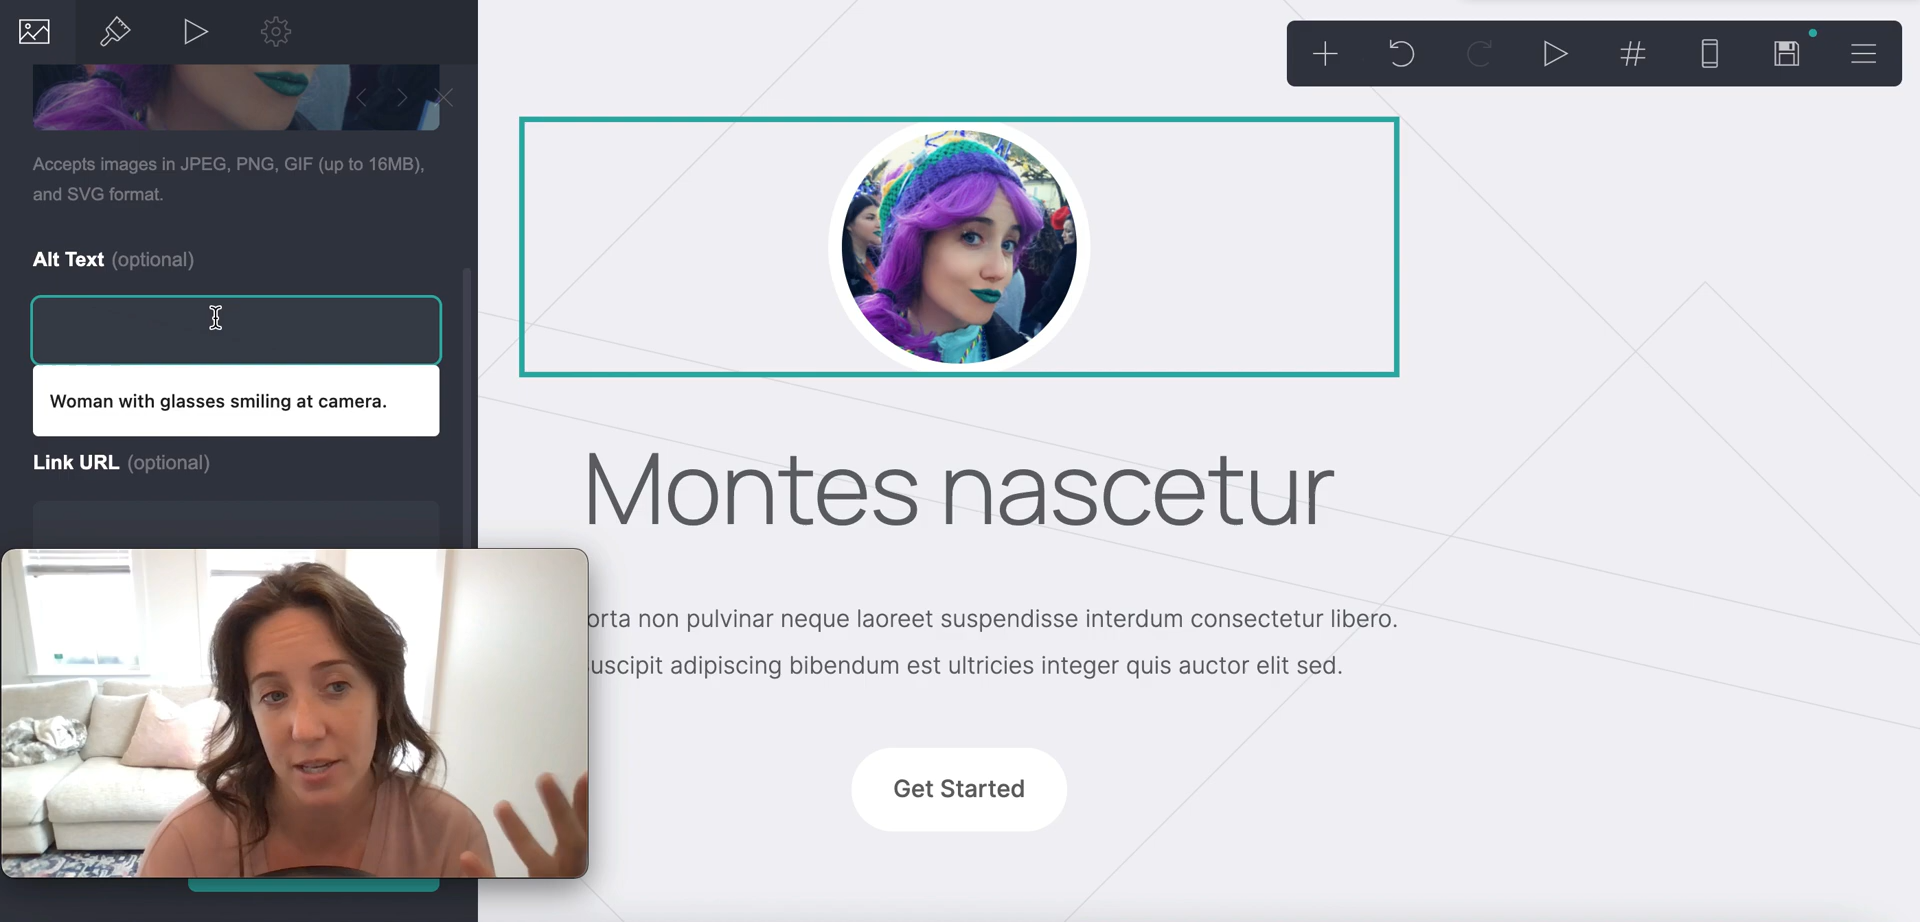 Accepts images in JPEG, PNG, GIF (up to 16MB),
and SVG format.
Alt Text (optional)
Woman with glasses smiling at camera.
Link URL (optional)
Montes nascetur
orta non pulvinar neque laoreet suspendisse interdum consectetur libero.
uscipit adipiscing bibendum est ultricies integer quis auctor elit sed.
Get Started